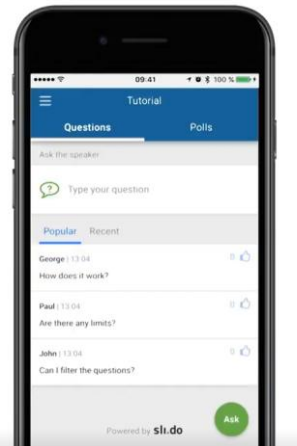 09:41
100 %
Tutorial
Questions
Polls
Ask the speaker
?
Type your question
Popular
Recent
George | 13:04
0
How does it work?
Paul | 13:04
0
Are there any limits?
John | 13:04
0
Can I filter the questions?
Ask
Powered by sli.do